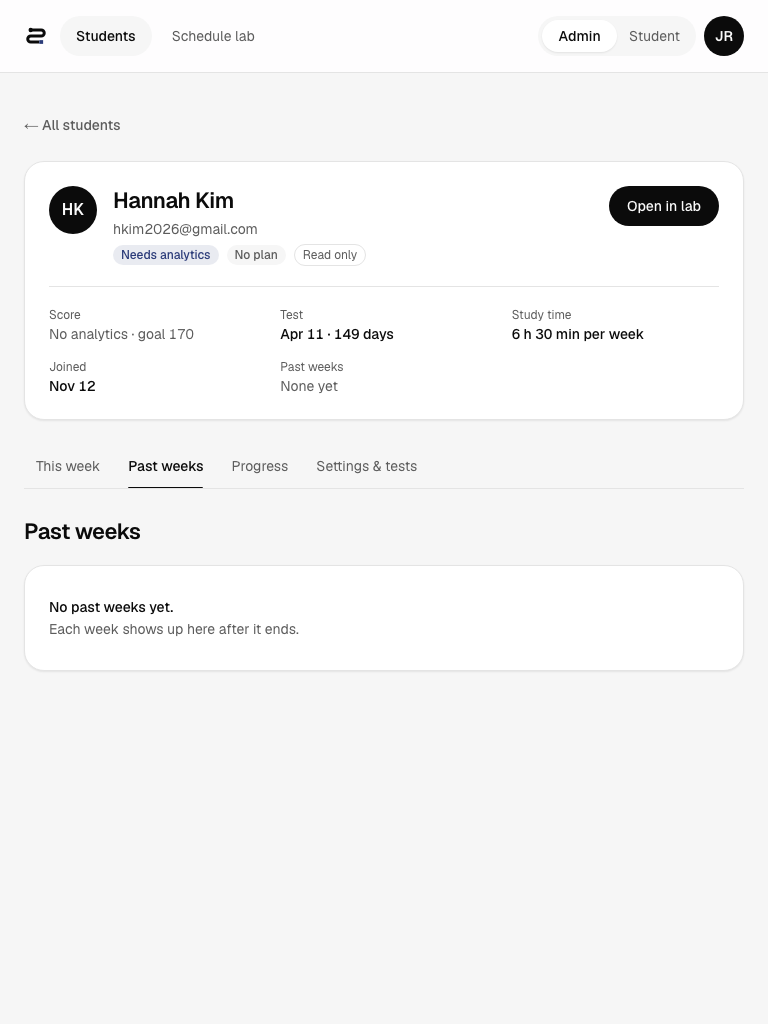 Students
Schedule lab
Admin
Student
JR
← All students
HK
Hannah Kim
hkim2026@gmail.com
Needs analytics
No plan
Read only
Open in lab
Score
No analytics · goal 170
Test
Apr 11 · 149 days
Study time
6 h 30 min per week
Joined
Nov 12
Past weeks
None yet
This week
Past weeks
Progress
Settings & tests
Past weeks
No past weeks yet.
Each week shows up here after it ends.